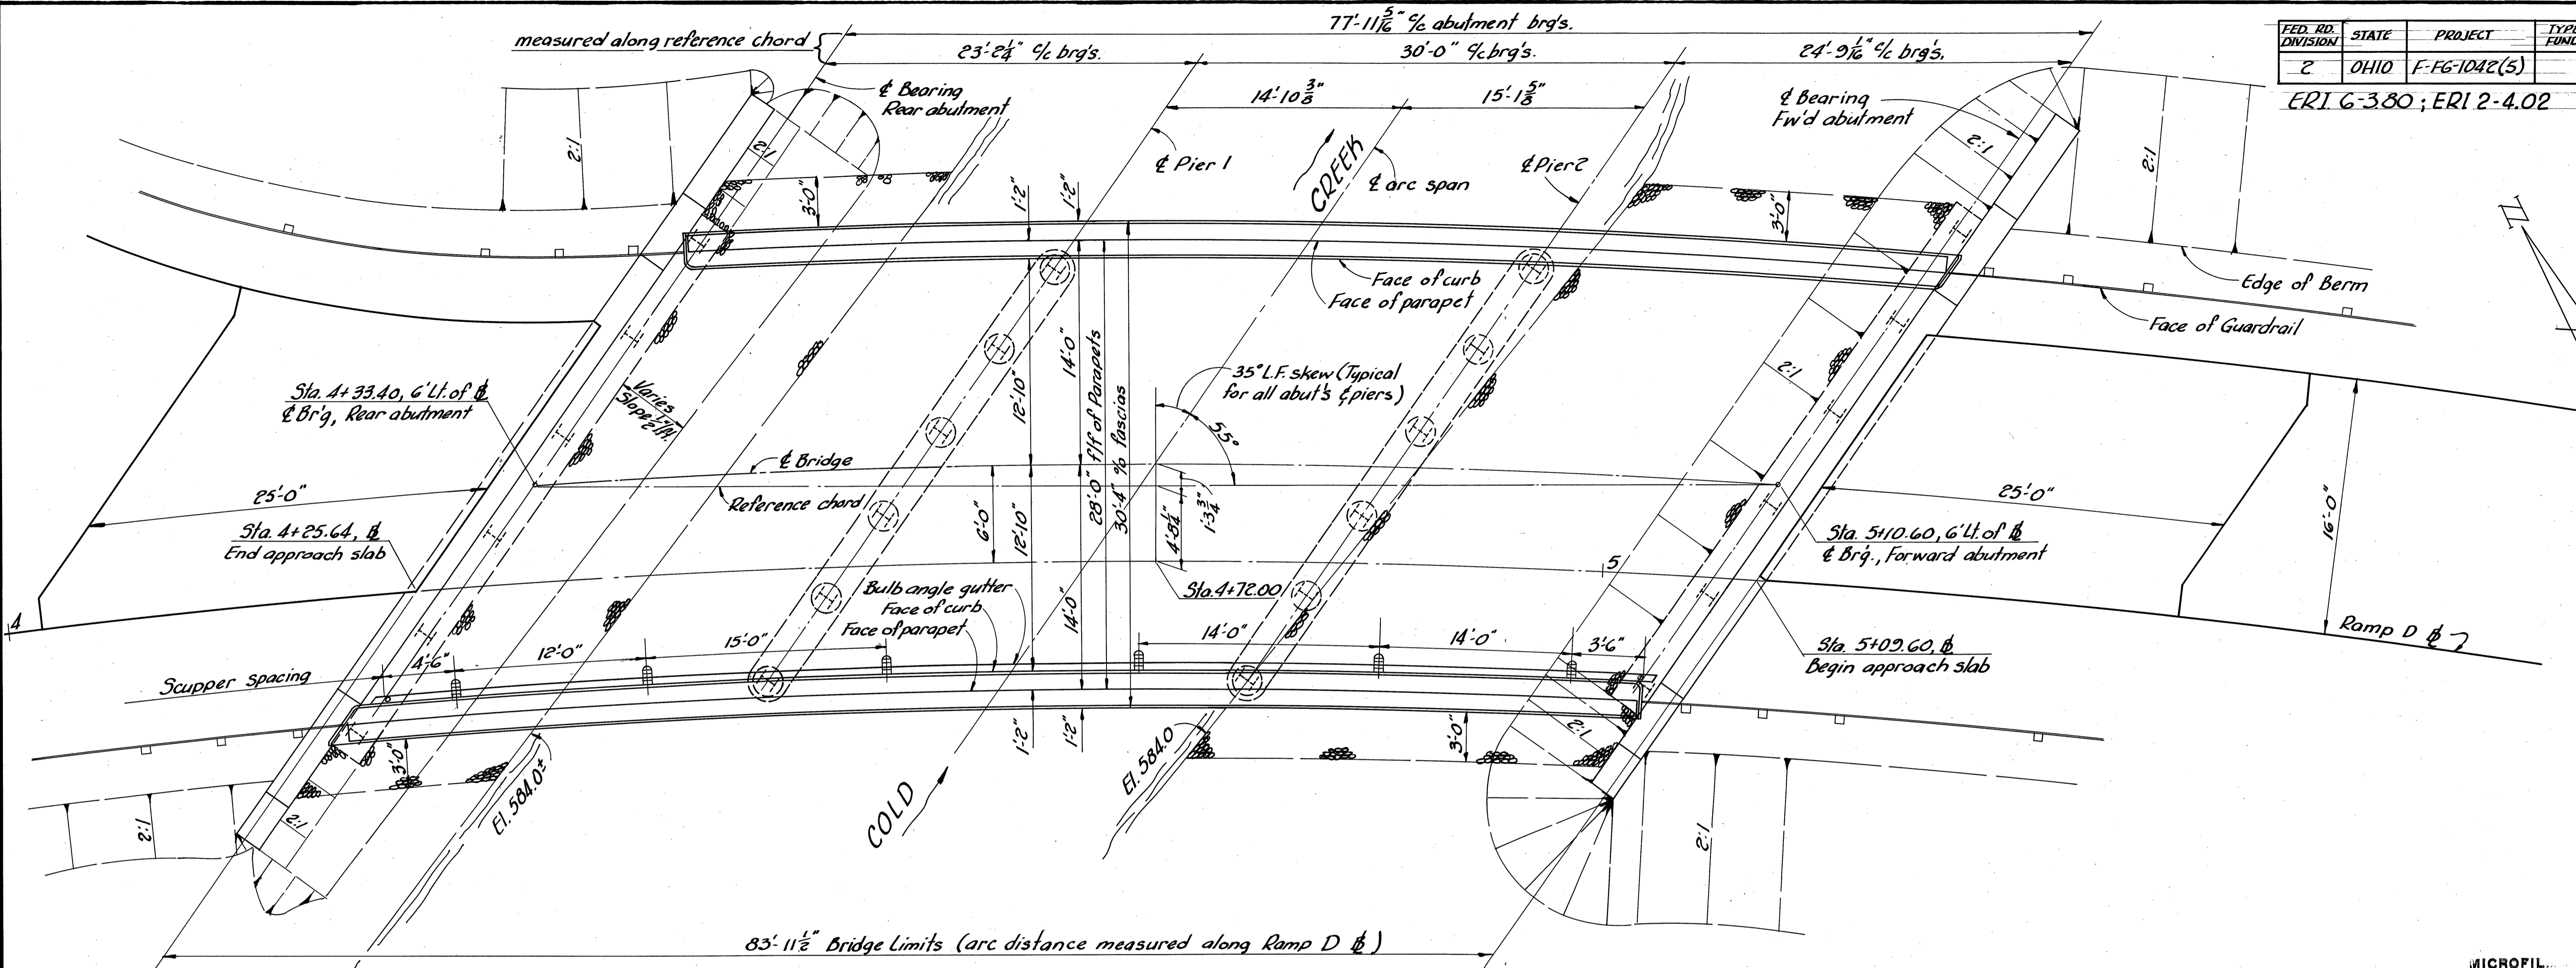 77'-11 5/16" c/c abutment brg's.
measured along reference chord
23'-2 1/4" c/c brg's.
30'-0" c/c brg's.
24'-9 1/16" c/c brg's.
FED. RD. DIVISION
STATE
PROJECT
2
OHIO
F-FG-1042(5)
ERI 6-3.80 ; ERI 2-4.02
℄ Bearing
Rear abutment
14'-10 3/8"
15'-1 5/8"
℄ Bearing
Fw'd abutment
2:1
2:1
2:1
2:1
℄ Pier 1
CREEK
℄ arc span
℄ Pier 2
3'-0"
1'-2"
1'-2"
3'-0"
N
Face of curb
Face of parapet
Edge of Berm
Face of Guardrail
Sta. 4+33.40, 6' Lt. of ⅊
℄ Br'g, Rear abutment
Varies
14'-0"
12'-10"
28'-0" f/f of Parapets
30'-4" o/o fascias
35° L.F. skew (Typical
for all abut's & piers)
55°
2:1
℄ Bridge
Reference chord
25'-0"
6'-0"
12'-10"
4'-8 1/4"
1'-3 3/4"
25'-0"
16'-0"
Sta. 4+25.64, ⅊
End approach slab
Sta. 5+10.60, 6' Lt. of ⅊
℄ Br'g., Forward abutment
5
Bulb angle gutter
Face of curb
Face of parapet
Sta. 4+72.00
4
14'-0"
Ramp D ⅊
Scupper spacing
4'-6"
12'-0"
15'-0"
14'-0"
14'-0"
3'-6"
Sta. 5+09.60, ⅊
Begin approach slab
3'-0"
1'-2"
1'-2"
3'-0"
2:1
El. 584.0±
El. 584.0
COLD
2:1
2:1
2:1
83'-11 1/2" Bridge Limits (arc distance measured along Ramp D ⅊)